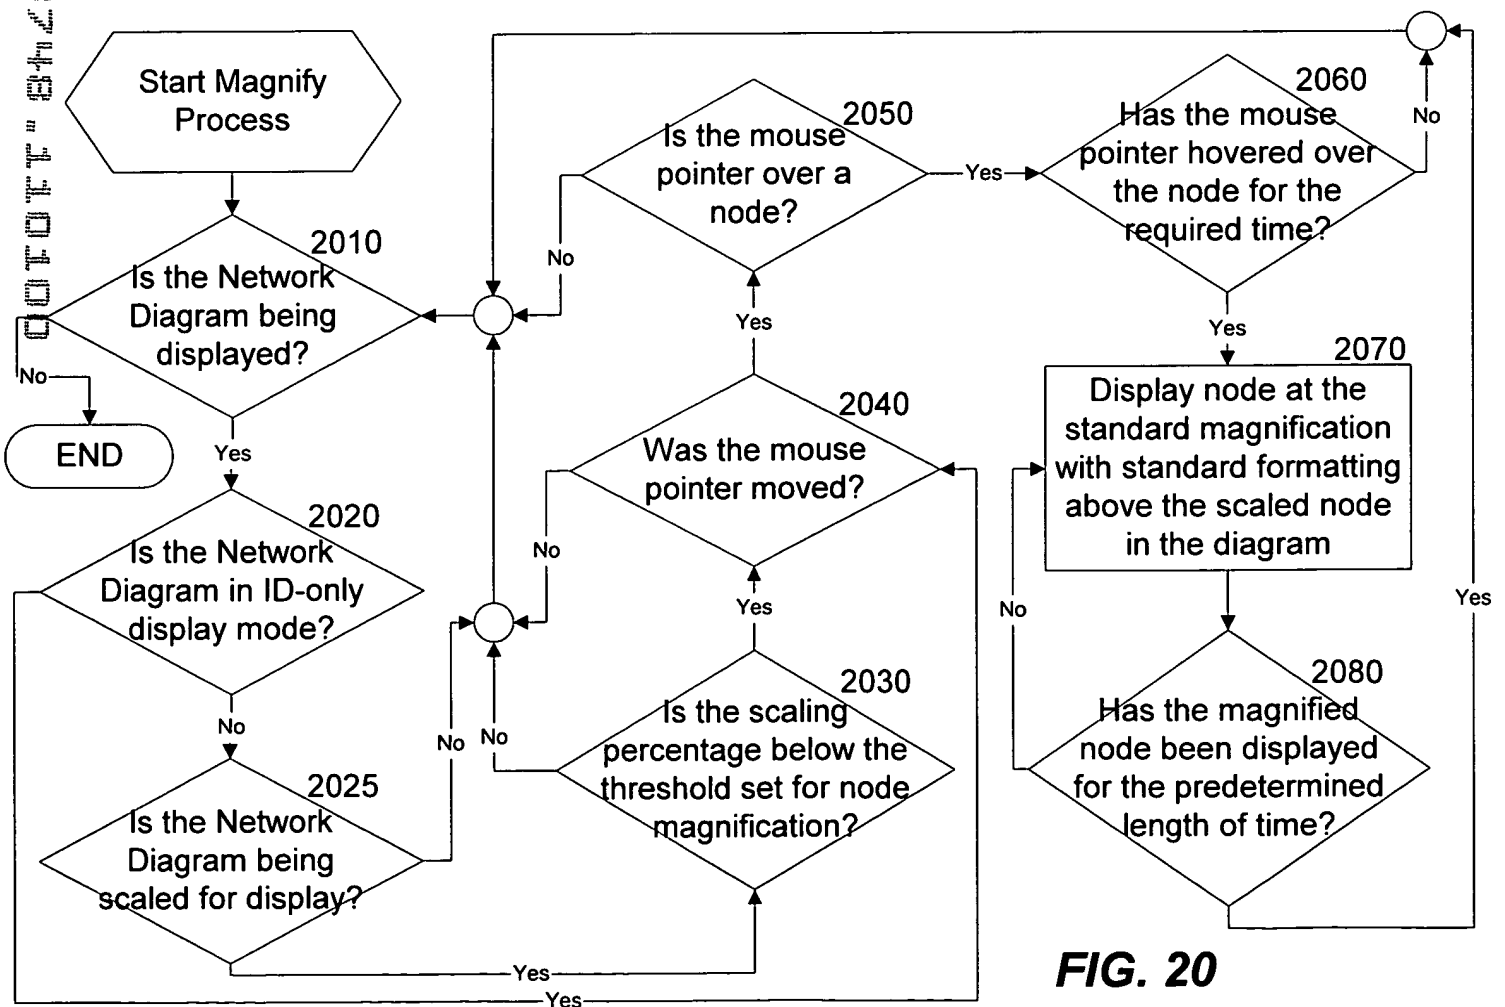 Start Magnify
Process
2010
Is the Network
Diagram being
displayed?
No
END
Yes
2020
Is the Network
Diagram in ID-only
display mode?
No
2025
Is the Network
Diagram being
scaled for display?
No
Yes
Yes
2030
Is the scaling
percentage below the
threshold set for node
magnification?
No
Yes
2040
Was the mouse
pointer moved?
No
Yes
2050
Is the mouse
pointer over a
node?
No
Yes
2060
Has the mouse
pointer hovered over
the node for the
required time?
No
Yes
2070
Display node at the
standard magnification
with standard formatting
above the scaled node
in the diagram
2080
Has the magnified
node been displayed
for the predetermined
length of time?
No
Yes
FIG. 20